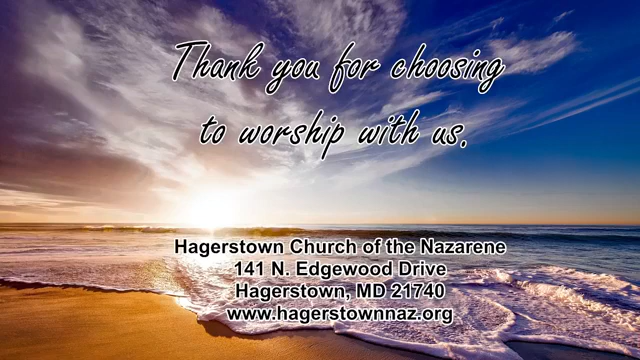 Thank you for choosing
to worship with us.
Hagerstown Church of the Nazarene
141 N. Edgewood Drive
Hagerstown, MD 21740
www.hagerstownnaz.org